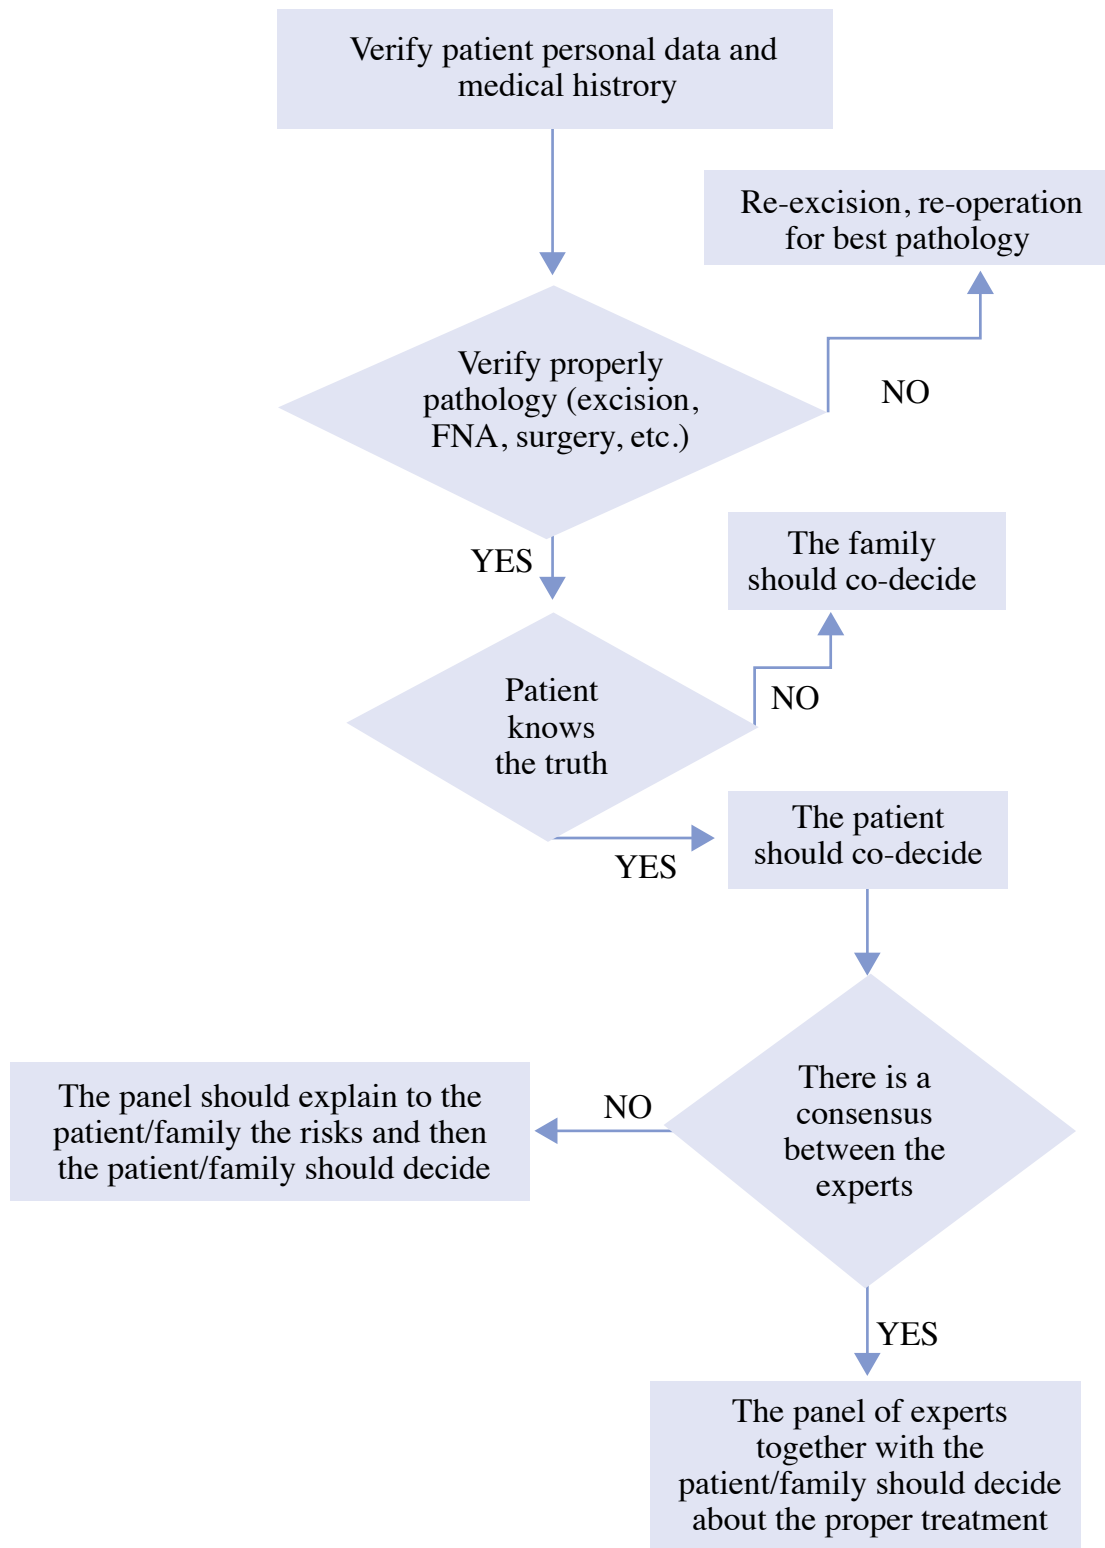 Verify patient personal data and
medical histrory
Re-excision, re-operation
for best pathology
Verify properly
pathology (excision,
FNA, surgery, etc.)
NO
YES
The family
should co-decide
Patient
knows
the truth
NO
The patient
should co-decide
YES
There is a
consensus
between the
experts
NO
The panel should explain to the
patient/family the risks and then
the patient/family should decide
YES
The panel of experts
together with the
patient/family should decide
about the proper treatment